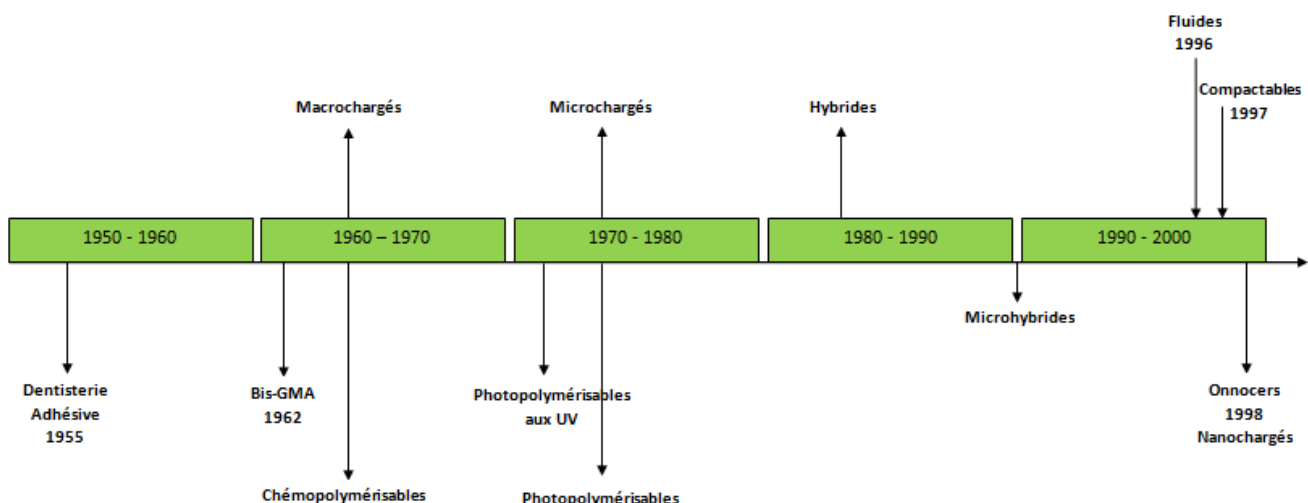 Fluides
1996
Compactables
1997
Macrochargés
Microchargés
Hybrides
1950 - 1960
1960 – 1970
1970 - 1980
1980 - 1990
1990 - 2000
Microhybrides
Dentisterie
Adhésive
1955
Bis-GMA
1962
Photopolymérisables
aux UV
Onnocers
1998
Nanochargés
Chémopolymérisables
Photopolymérisables